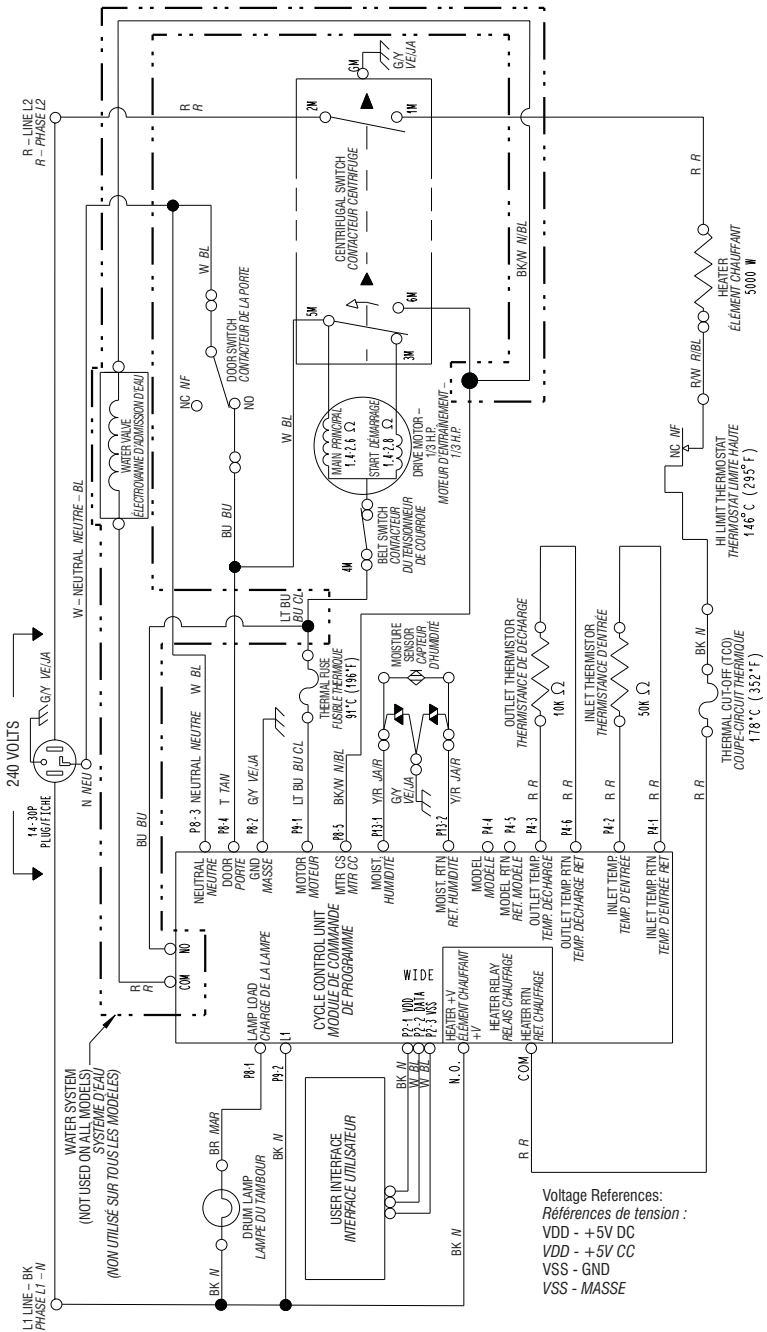 240 VOLTS
G/Y VE/JA
14-30P
PLUG/FICHE
N NEU
L1 LINE – BK
PHASE L1 – N
R – LINE L2
R – PHASE L2
W – NEUTRAL NEUTRE – BL
WATER SYSTEM
(NOT USED ON ALL MODELS)
SYSTÈME D'EAU
(NON UTILISÉ SUR TOUS LES MODÈLES)
WATER VALVE
ÉLECTROVANNE D'ADMISSION D'EAU
R R
BU BU
COM
NO
R
R
W BL
NC NF
NO
DOOR SWITCH
CONTACTEUR DE LA PORTE
BU BU
W BL
LT BU
BU CL
THERMAL FUSE
FUSIBLE THERMIQUE
91°C (196°F)
4M
BELT SWITCH
CONTACTEUR
DU TENSIONNEUR
DE COURROIE
MAIN PRINCIPAL
1.4-2.6 Ω
START DÉMARRAGE
1.4-2.8 Ω
DRIVE MOTOR –
1/3 H.P.
MOTEUR D'ENTRAÎNEMENT –
1/3 H.P.
CENTRIFUGAL SWITCH
CONTACTEUR CENTRIFUGE
5M
6M
3M
2M
1M
GM
G/Y
VE/JA
BK/W N/BL
CYCLE CONTROL UNIT
MODULE DE COMMANDE
DE PROGRAMME
P8-3 NEUTRAL NEUTRE W BL
NEUTRAL
NEUTRE
P8-4 T TAN
DOOR
PORTE
P8-2 G/Y VE/JA
GND
MASSE
P9-1 LT BU BU CL
MOTOR
MOTEUR
P8-5 BK/W N/BL
MTR CS
MTR CC
P13-1 Y/R JA/R
MOIST.
HUMIDITÉ
G/Y
VE/JA
MOISTURE
SENSOR
CAPTEUR
D'HUMIDITÉ
P13-2 Y/R JA/R
MOIST. RTN
RET. HUMIDITÉ
P4-4
MODEL
MODÈLE
P4-5
MODEL RTN
RET. MODÈLE
P4-3 R R
OUTLET TEMP.
TEMP. DÉCHARGE
P4-6 R R
OUTLET TEMP. RTN
TEMP. DÉCHARGE RET
OUTLET THERMISTOR
THERMISTANCE DE DÉCHARGE
10K Ω
P4-2 R R
INLET TEMP.
TEMP. D'ENTRÉE
P4-1 R R
INLET TEMP. RTN
TEMP. D'ENTRÉE RET
INLET THERMISTOR
THERMISTANCE D'ENTRÉE
50K Ω
LAMP LOAD
CHARGE DE LA LAMPE
P8-1
BR MAR
DRUM LAMP
LAMPE DU TAMBOUR
BK N
L1
P9-2
BK N
USER INTERFACE
INTERFACE UTILISATEUR
WIDE
P2-1 VDD
P2-2 DATA
P2-3 VSS
BK N
W BL
W BL
HEATER +V
ÉLÉMENT CHAUFFANT
+V
N.O.
BK N
HEATER RELAY
RELAIS CHAUFFAGE
HEATER RTN
RET. CHAUFFAGE
COM
R R
R R
THERMAL CUT-OFF (TCO)
COUPE-CIRCUIT THERMIQUE
178°C (352°F)
BK N
NC NF
HI LIMIT THERMOSTAT
THERMOSTAT LIMITE HAUTE
146°C (295°F)
R/W R/BL
HEATER
ÉLÉMENT CHAUFFANT
5000 W
R R
Voltage References:
Références de tension :
VDD - +5V DC
VDD - +5V CC
VSS - GND
VSS - MASSE